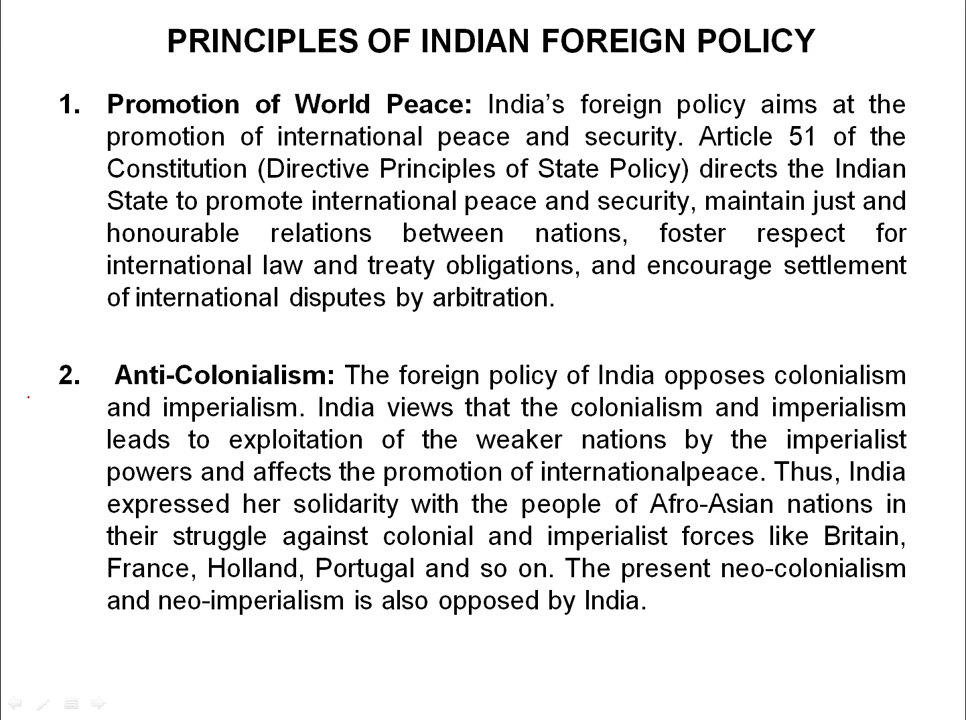 PRINCIPLES OF INDIAN FOREIGN POLICY
1. Promotion of World Peace: India’s foreign policy aims at the
promotion of international peace and security. Article 51 of the
Constitution (Directive Principles of State Policy) directs the Indian
State to promote international peace and security, maintain just and
honourable relations between nations, foster respect for
international law and treaty obligations, and encourage settlement
of international disputes by arbitration.
2. Anti-Colonialism: The foreign policy of India opposes colonialism
and imperialism. India views that the colonialism and imperialism
leads to exploitation of the weaker nations by the imperialist
powers and affects the promotion of internationalpeace. Thus, India
expressed her solidarity with the people of Afro-Asian nations in
their struggle against colonial and imperialist forces like Britain,
France, Holland, Portugal and so on. The present neo-colonialism
and neo-imperialism is also opposed by India.